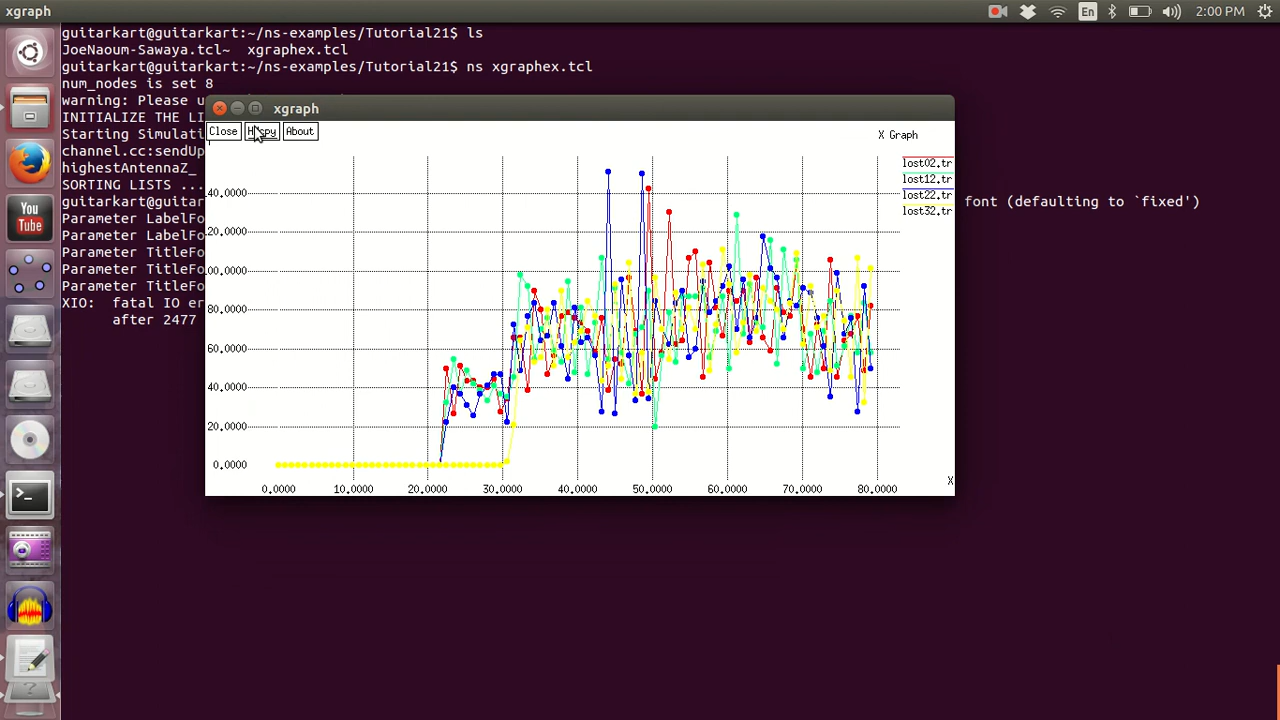 xgraph
En
2:00 PM
guitarkart@guitarkart:~/ns-examples/Tutorial21$ ls
JoeNaoum-Sawaya.tcl~ xgraphex.tcl
guitarkart@guitarkart:~/ns-examples/Tutorial21$ ns xgraphex.tcl
num_nodes is set 8
warning: Please u
INITIALIZE THE LI
Starting Simulati
channel.cc:sendUp
highestAntennaZ_
SORTING LISTS ...
guitarkart@guitar
font (defaulting to `fixed')
Parameter LabelFo
Parameter LabelFo
Parameter TitleFo
Parameter TitleFo
Parameter TitleFo
XIO: fatal IO er
after 2477
xgraph
Close
About
X Graph
lost02.tr
lost12.tr
lost22.tr
lost32.tr
40.0000
20.0000
00.0000
80.0000
60.0000
40.0000
20.0000
0.0000
0.0000 10.0000 20.0000 30.0000 40.0000 50.0000 60.0000 70.0000 80.0000
X
You
Tube